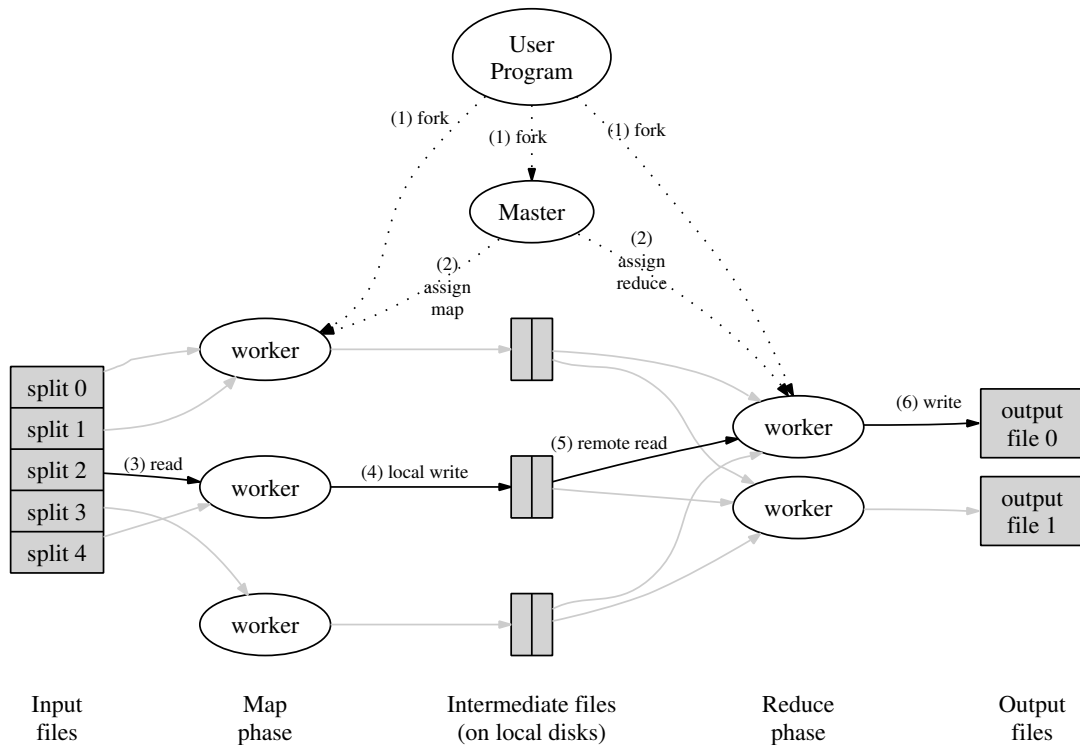 User
Program
(1) fork
(1) fork
(1) fork
Master
(2)
assign
map
(2)
assign
reduce
worker
split 0
split 1
split 2
split 3
split 4
(3) read
worker
(4) local write
(5) remote read
worker
(6) write
output
file 0
worker
output
file 1
worker
Input
files
Map
phase
Intermediate files
(on local disks)
Reduce
phase
Output
files